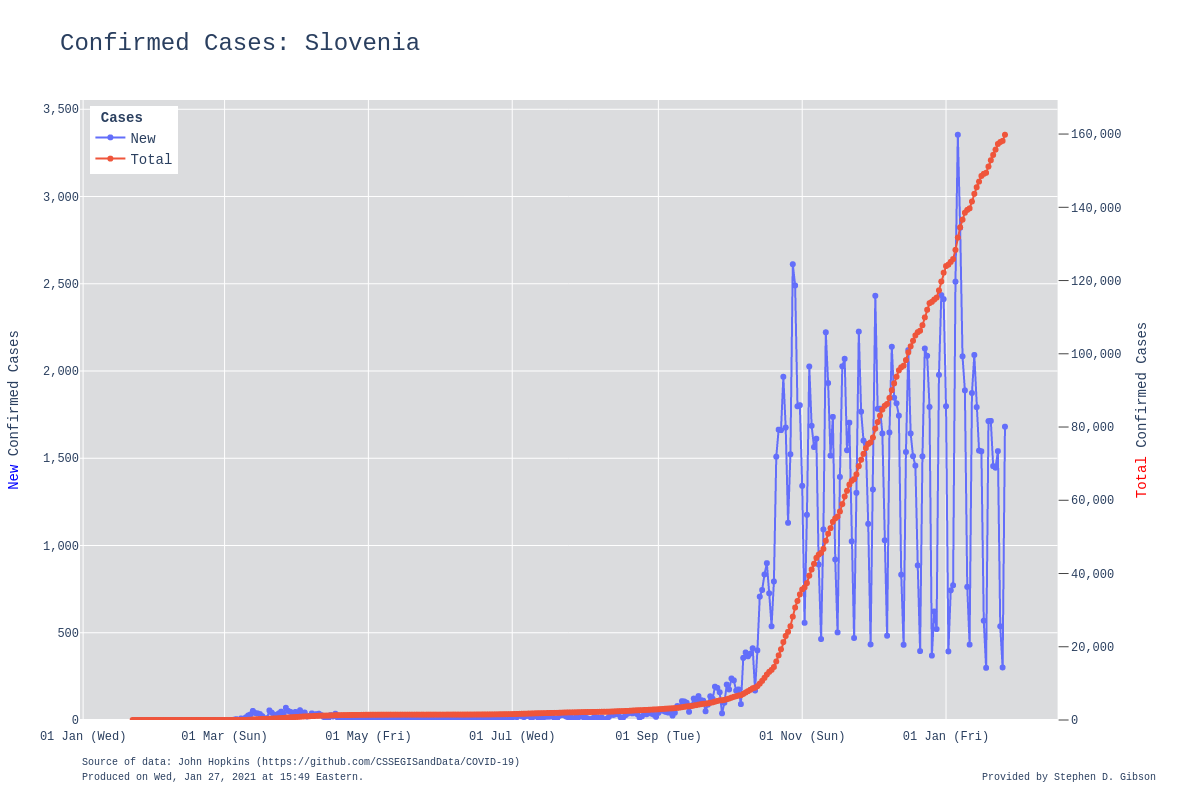 Confirmed Cases: Slovenia
Cases
New
Total
3,500
3,000
2,500
2,000
1,500
1,000
500
0
New Confirmed Cases
160,000
140,000
120,000
100,000
80,000
60,000
40,000
20,000
0
Total Confirmed Cases
01 Jan (Wed) 01 Mar (Sun) 01 May (Fri) 01 Jul (Wed) 01 Sep (Tue) 01 Nov (Sun) 01 Jan (Fri)
Source of data: John Hopkins (https://github.com/CSSEGISandData/COVID-19)
Produced on Wed, Jan 27, 2021 at 15:49 Eastern.
Provided by Stephen D. Gibson